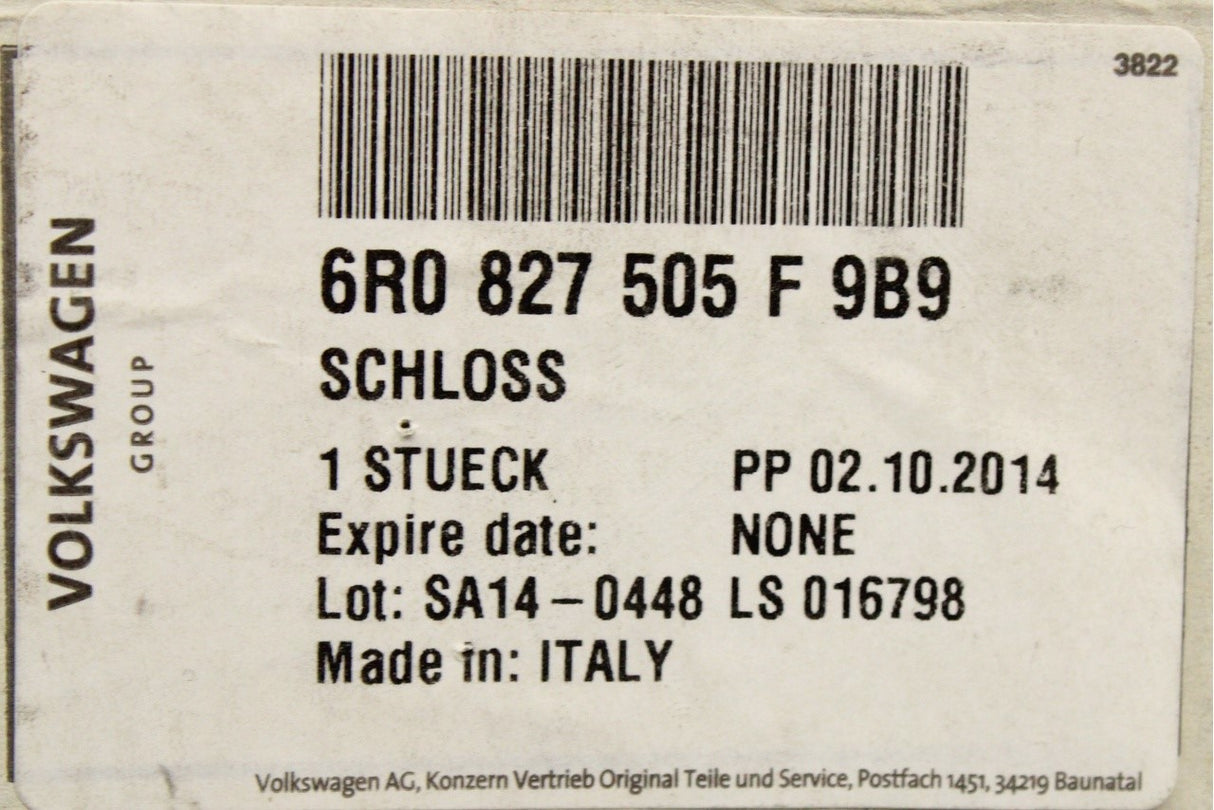 3822
VOLKSWAGEN
GROUP
6R0 827 505 F 9B9
SCHLOSS
1 STUECK PP 02.10.2014
Expire date: NONE
Lot: SA14-0448 LS 016798
Made in: ITALY
Volkswagen AG, Konzern Vertrieb Original Teile und Service, Postfach 1451, 34219 Baunatal